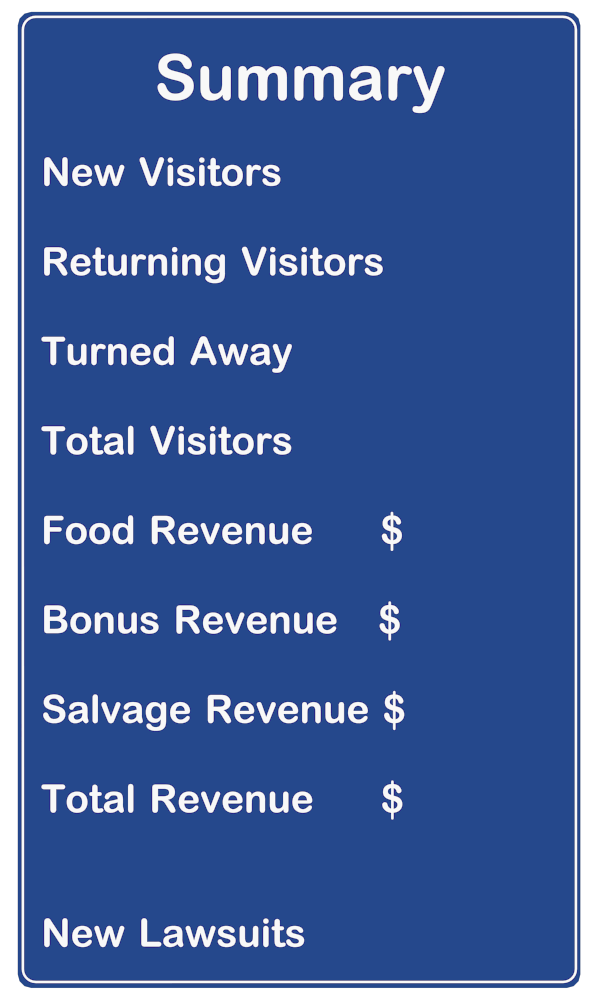 Summary
New Visitors
Returning Visitors
Turned Away
Total Visitors
Food Revenue $
Bonus Revenue $
Salvage Revenue $
Total Revenue $
New Lawsuits